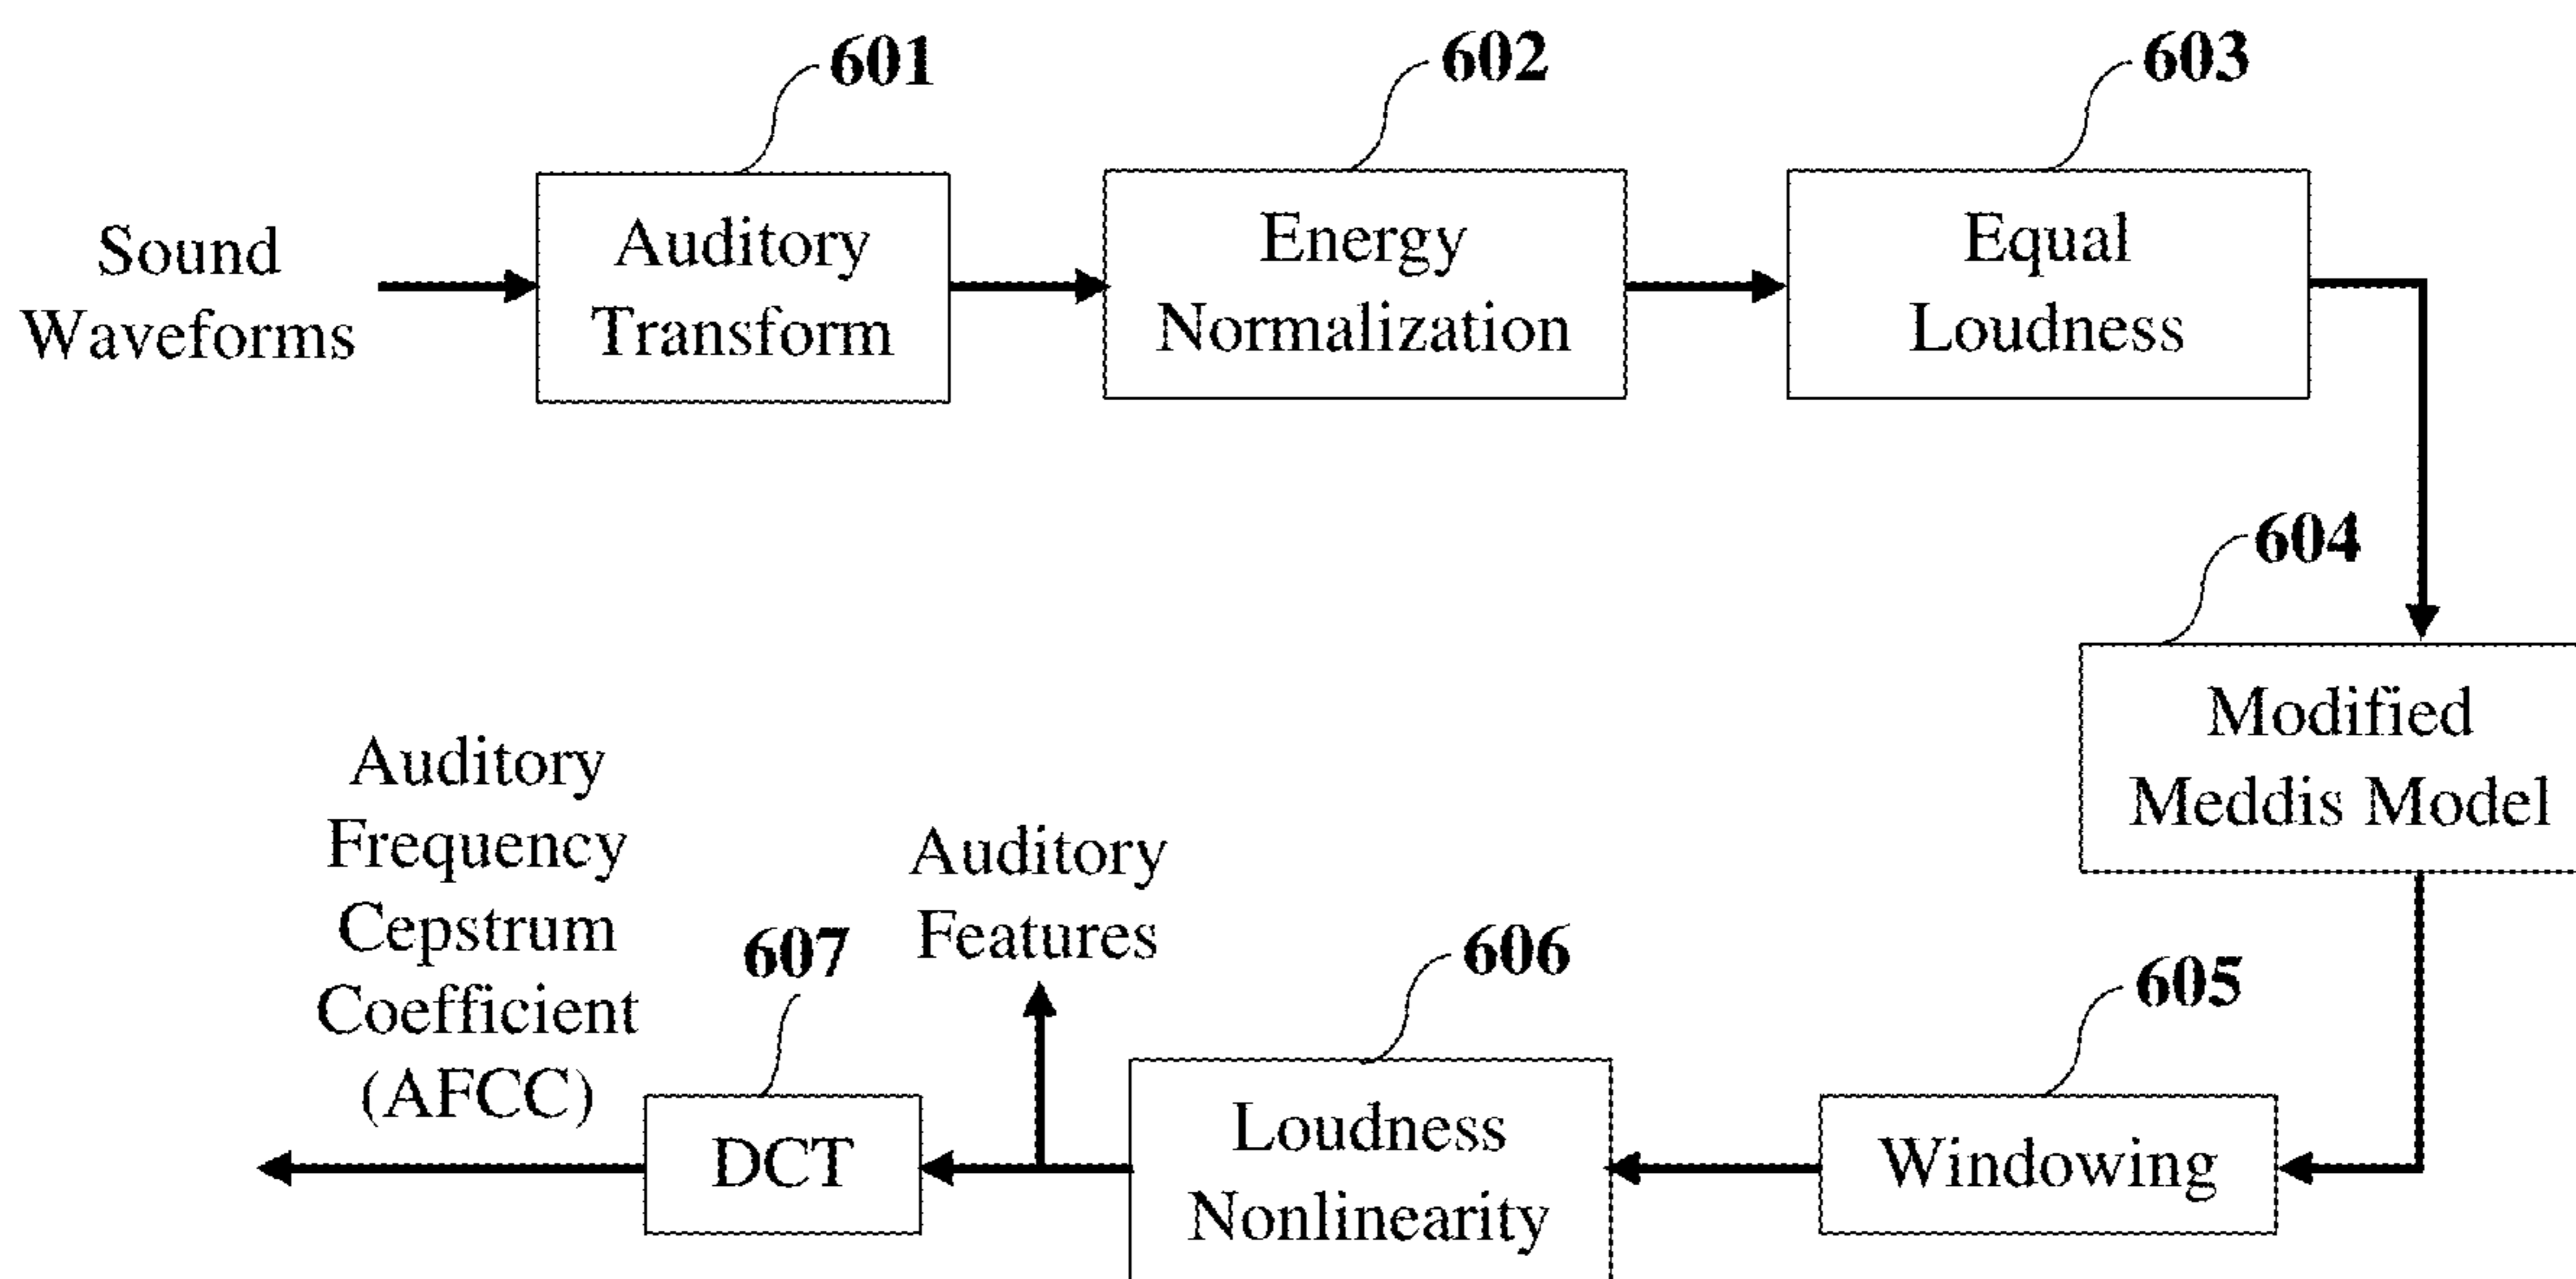 601
602
603
Sound
Waveforms
Auditory
Transform
Energy
Normalization
Equal
Loudness
604
Modified
Meddis Model
Auditory
Frequency
Cepstrum
Coefficient
(AFCC)
607
Auditory
Features
606
605
DCT
Loudness
Nonlinearity
Windowing